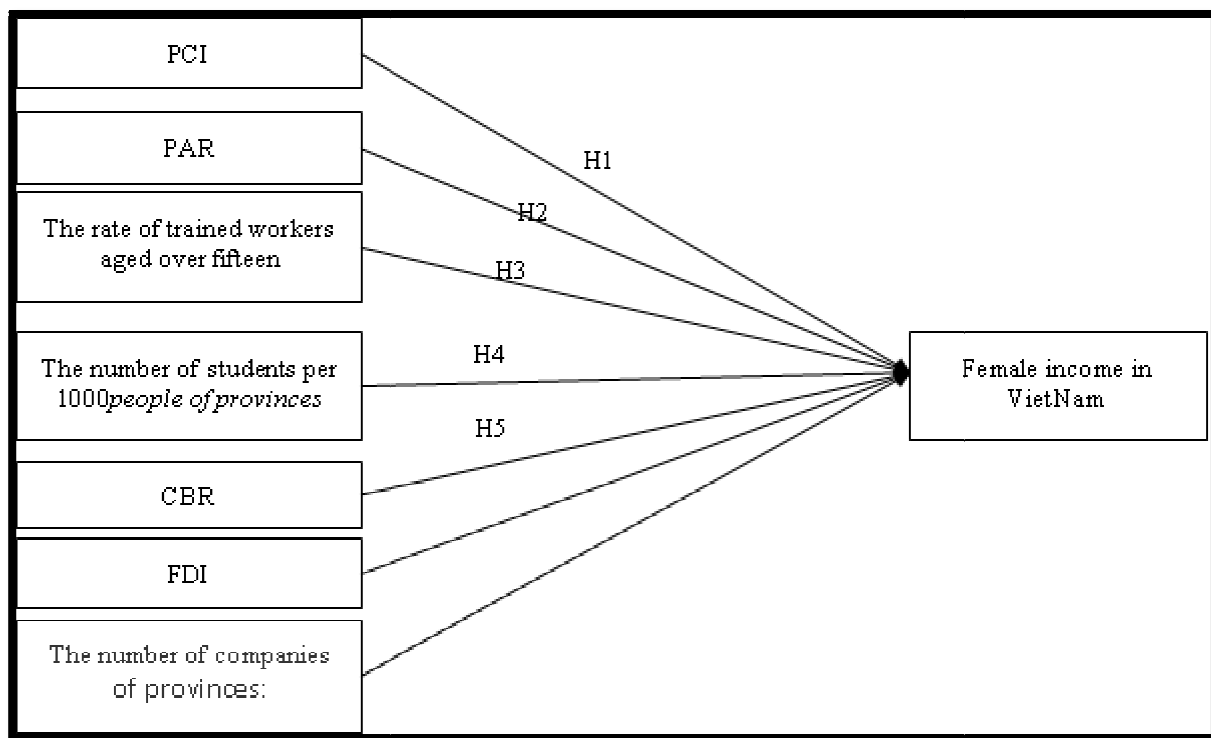 PCI
H1
PAR
H2
The rate of trained workers
aged over fifteen
H3
The number of students per
1000people of provinces
H4
Female income in
VietNam
H5
CBR
FDI
The number of companies
of provinces: